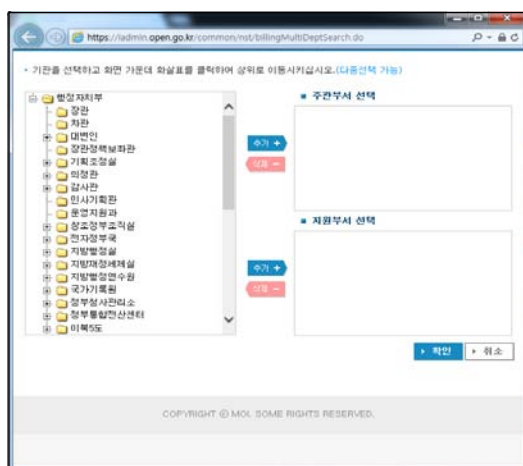 https://iadmin.open.go.kr/common/nst/billingMultiDeptSearch.do
• 기관을 선택하고 화면 가운데 화살표를 클릭하여 상위로 이동시키십시오.(다중선택 가능)
행정자치부
장관
차관
대변인
장관정책보좌관
기획조정실
의정관
감사관
인사기획관
운영지원과
창조정부조직실
전자정부국
지방행정실
지방재정세제실
지방행정연수원
국가기록원
정부청사관리소
정부통합전산센터
이북5도
주관부서 선택
추가 +
삭제 −
지원부서 선택
추가 +
삭제 −
확인
취소
COPYRIGHT © MOI, SOME RIGHTS RESERVED.